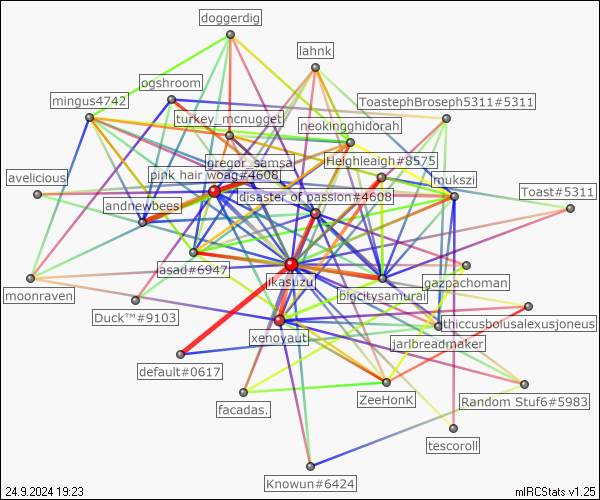 doggerdig
lahnk
ogshroom
mingus4742
ToastephBroseph5311#5311
turkey_mcnugget
neokingghidorah
gregor_samsa
Heighleaigh#8575
pink hair woag#4608
mukszi
avelicious
disaster of passion#4608
Toast#5311
andnewbees
asad#6947
ikasuzu
gazpachoman
moonraven
bigcitysamurai
Duck™#9103
thiccusbolusalexusjoneus
xenoyaut
jarlbreadmaker
default#0617
ZeeHonK
Random Stuf6#5983
facadas.
tescoroll
Knowun#6424
24.9.2024 19:23
mIRCStats v1.25